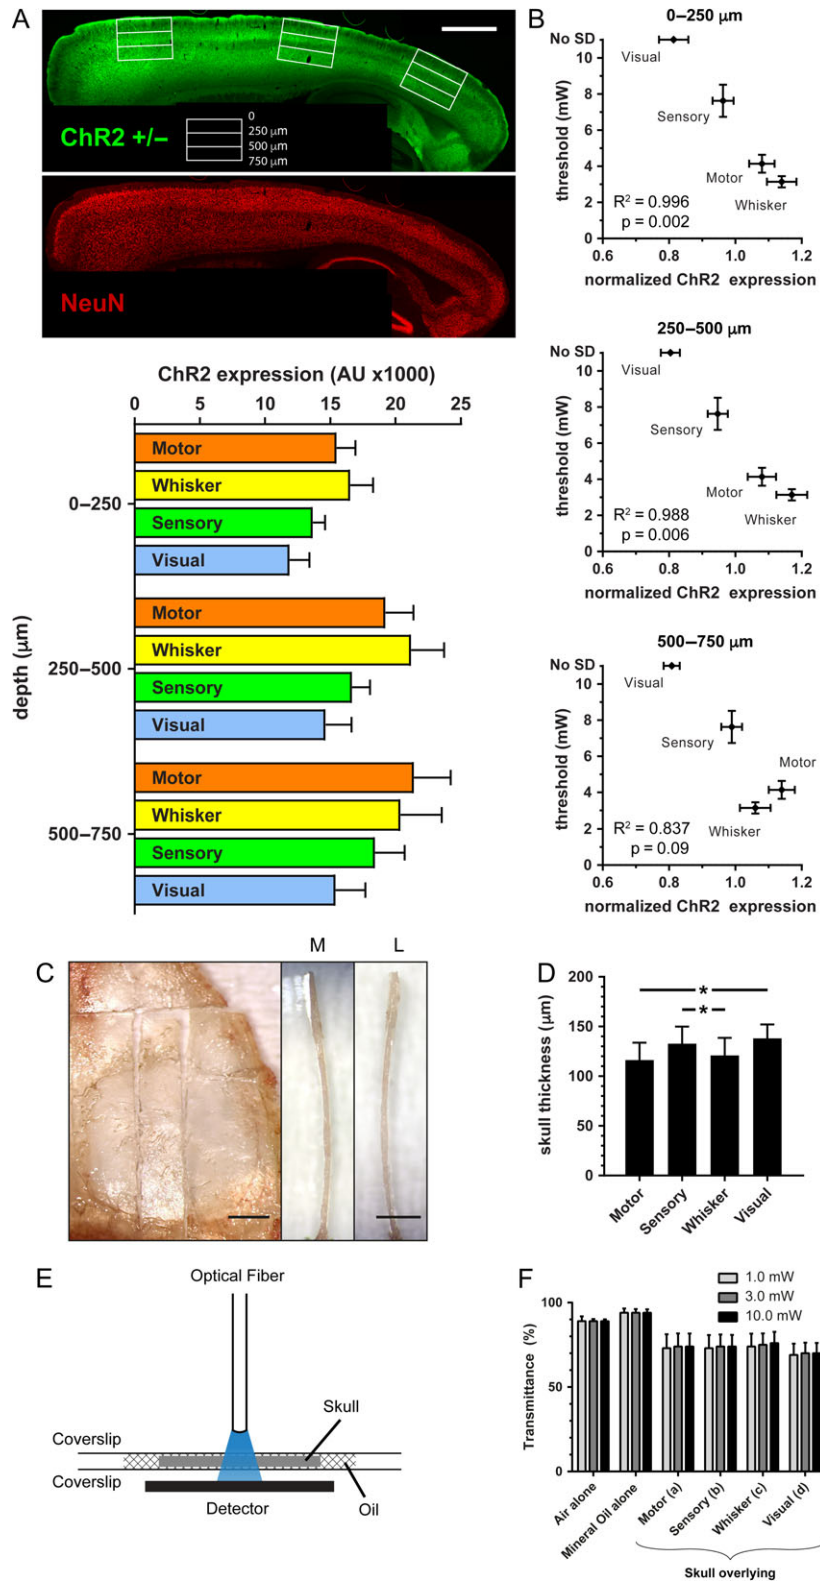 A
ChR2 +/–
0
250 μm
500 μm
750 μm
NeuN
ChR2 expression (AU x1000)
0 5 10 15 20 25
depth (μm)
0–250
Motor
Whisker
Sensory
Visual
250–500
Motor
Whisker
Sensory
Visual
500–750
Motor
Whisker
Sensory
Visual
B
0–250 μm
threshold (mW)
No SD
10
8
6
4
2
0
Visual
Sensory
Motor
Whisker
R² = 0.996
p = 0.002
0.6 0.8 1.0 1.2
normalized ChR2 expression
250–500 μm
threshold (mW)
No SD
10
8
6
4
2
0
Visual
Sensory
Motor
Whisker
R² = 0.988
p = 0.006
0.6 0.8 1.0 1.2
normalized ChR2 expression
500–750 μm
threshold (mW)
No SD
10
8
6
4
2
0
Visual
Sensory
Motor
Whisker
R² = 0.837
p = 0.09
0.6 0.8 1.0 1.2
normalized ChR2 expression
C
M L
D
skull thickness (μm)
200
150
100
50
0
*
*
Motor
Sensory
Whisker
Visual
E
Optical Fiber
Skull
Coverslip
Coverslip
Oil
Detector
F
1.0 mW
3.0 mW
10.0 mW
Transmittance (%)
100
50
0
Air alone
Mineral Oil alone
Motor (a)
Sensory (b)
Whisker (c)
Visual (d)
Skull overlying